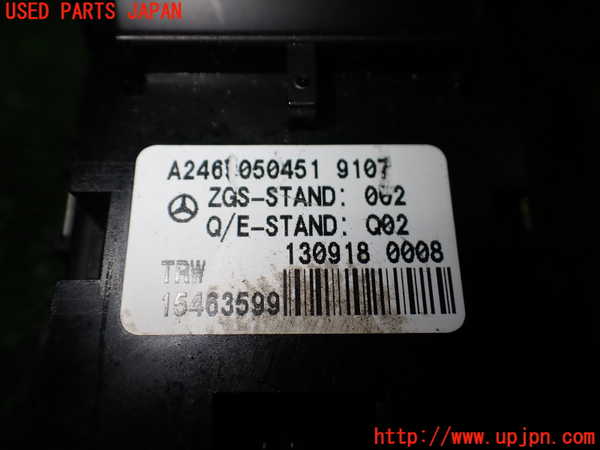 USED PARTS JAPAN
A246 050451 9107
ZGS-STAND: 002
Q/E-STAND: Q02
130918 0008
TRW
15463599
http://www.upjpn.com/